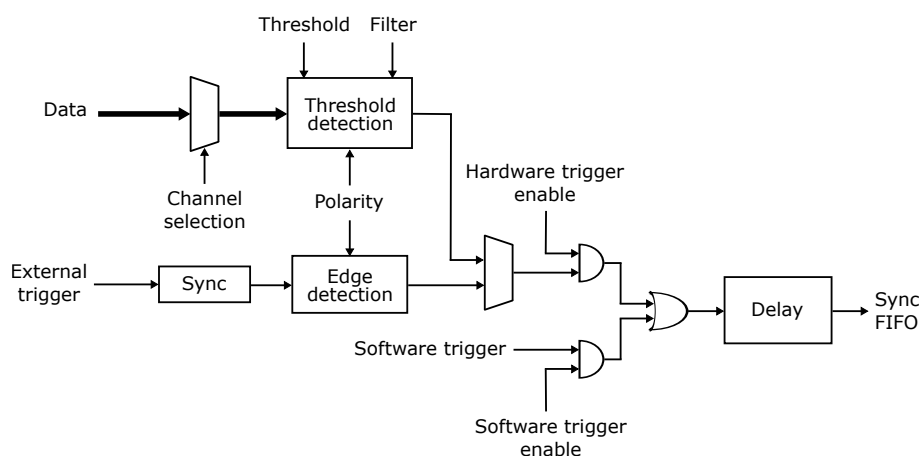 Threshold
Filter
Data
Threshold
detection
Channel
selection
Polarity
Hardware trigger
enable
External
trigger
Sync
Edge
detection
Delay
Sync
FIFO
Software trigger
Software trigger
enable